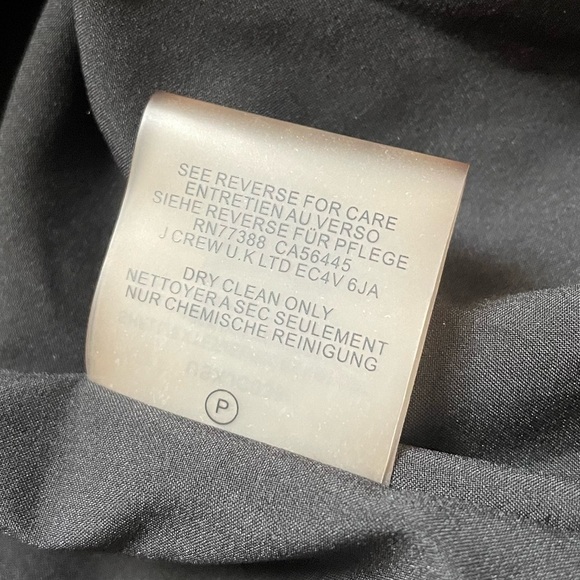 SEE REVERSE FOR CARE
ENTRETIEN AU VERSO
SIEHE REVERSE FÜR PFLEGE
RN77388 CA56445
J CREW U.K LTD EC4V 6JA
DRY CLEAN ONLY
NETTOYER A SEC SEULEMENT
NUR CHEMISCHE REINIGUNG
P